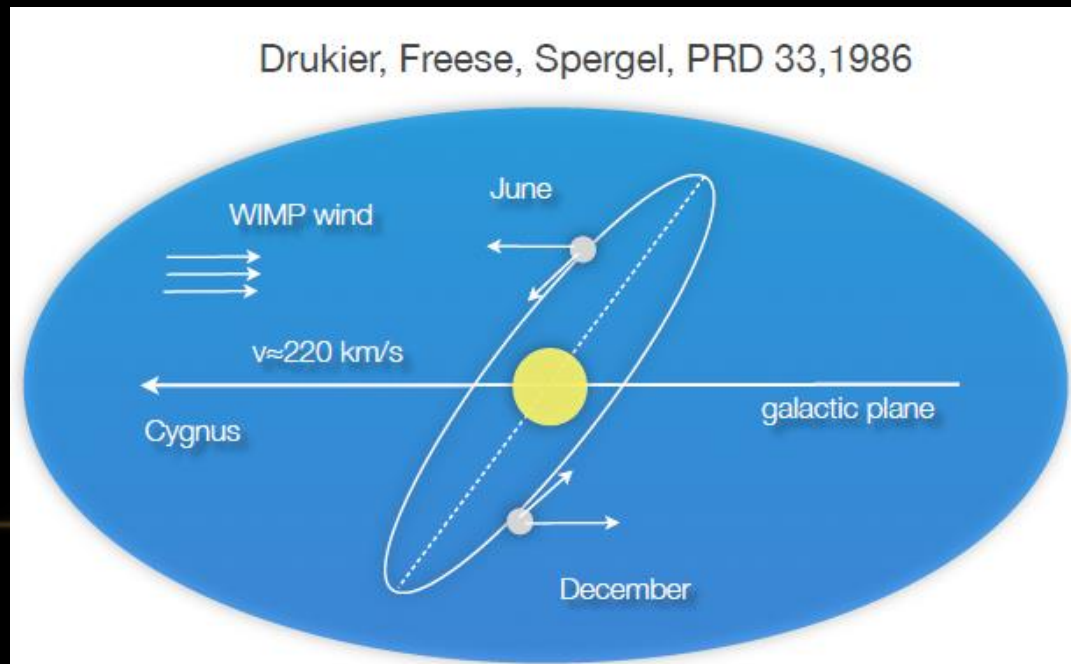 Drukier, Freese, Spergel, PRD 33,1986
June
WIMP wind
v≈220 km/s
Cygnus
galactic plane
December